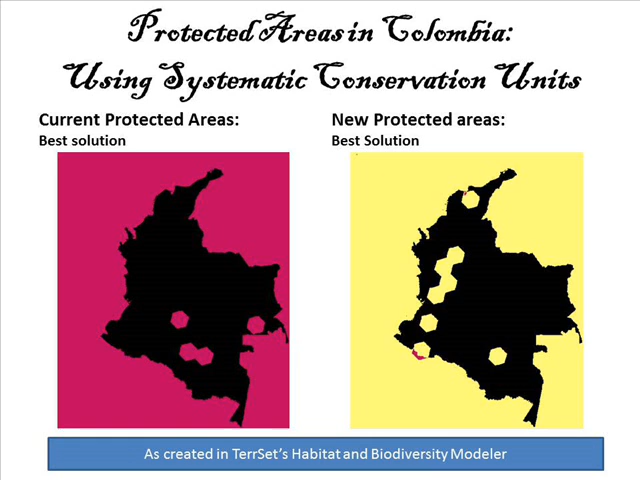 Protected Areas in Colombia:
Using Systematic Conservation Units
Current Protected Areas:
Best solution
New Protected areas:
Best Solution
As created in TerrSet's Habitat and Biodiversity Modeler